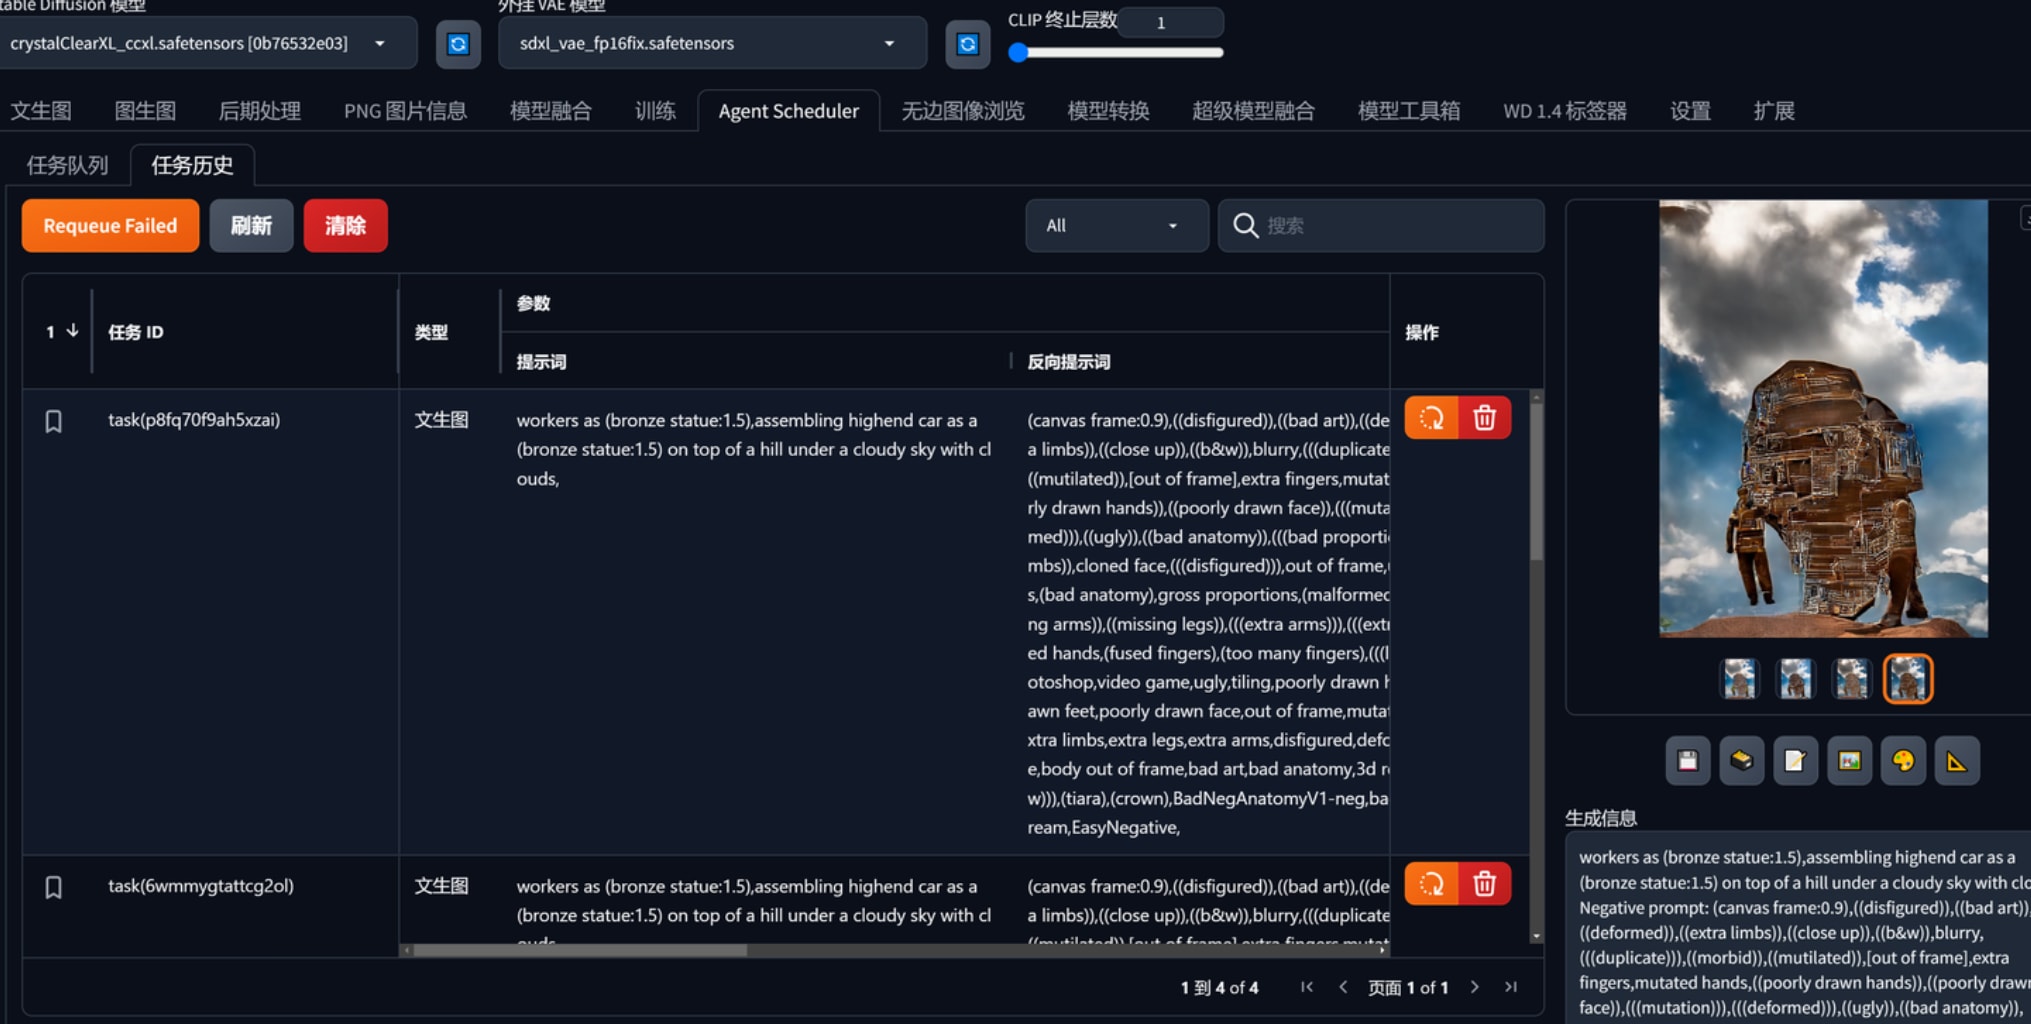 table Diffusion 模型
外挂 VAE 模型
CLIP 终止层数
1
crystalClearXL_ccxl.safetensors [0b76532e03]
sdxl_vae_fp16fix.safetensors
文生图
图生图
后期处理
PNG 图片信息
模型融合
训练
Agent Scheduler
无边图像浏览
模型转换
超级模型融合
模型工具箱
WD 1.4 标签器
设置
扩展
任务队列
任务历史
Requeue Failed
刷新
清除
All
搜索
1
任务 ID
类型
参数
提示词
反向提示词
操作
task(p8fq70f9ah5xzai)
文生图
workers as (bronze statue:1.5),assembling highend car as a
(bronze statue:1.5) on top of a hill under a cloudy sky with cl
ouds,
(canvas frame:0.9),((disfigured)),((bad art)),((de
a limbs)),((close up)),((b&w)),blurry,(((duplicate
((mutilated)),[out of frame],extra fingers,mutat
rly drawn hands)),((poorly drawn face)),(((muta
med))),((ugly)),((bad anatomy)),(((bad proporti
mbs)),cloned face,(((disfigured))),out of frame,
s,(bad anatomy),gross proportions,(malformed
ng arms)),((missing legs)),(((extra arms))),(((extr
ed hands,(fused fingers),(too many fingers),(((l
otoshop,video game,ugly,tiling,poorly drawn h
awn feet,poorly drawn face,out of frame,mutat
xtra limbs,extra legs,extra arms,disfigured,defo
e,body out of frame,bad art,bad anatomy,3d re
w))),(tiara),(crown),BadNegAnatomyV1-neg,ba
ream,EasyNegative,
task(6wmmygtattcg2ol)
文生图
workers as (bronze statue:1.5),assembling highend car as a
(bronze statue:1.5) on top of a hill under a cloudy sky with cl
ouds,
(canvas frame:0.9),((disfigured)),((bad art)),((de
a limbs)),((close up)),((b&w)),blurry,(((duplicate
((mutilated)),[out of frame],extra fingers,mutat
1 到 4 of 4
页面 1 of 1
生成信息
workers as (bronze statue:1.5),assembling highend car as a
(bronze statue:1.5) on top of a hill under a cloudy sky with clo
Negative prompt: (canvas frame:0.9),((disfigured)),((bad art)),
((deformed)),((extra limbs)),((close up)),((b&w)),blurry,
(((duplicate))),((morbid)),((mutilated)),[out of frame],extra
fingers,mutated hands,((poorly drawn hands)),((poorly drawn
face)),(((mutation))),(((deformed))),((ugly)),((bad anatomy)),